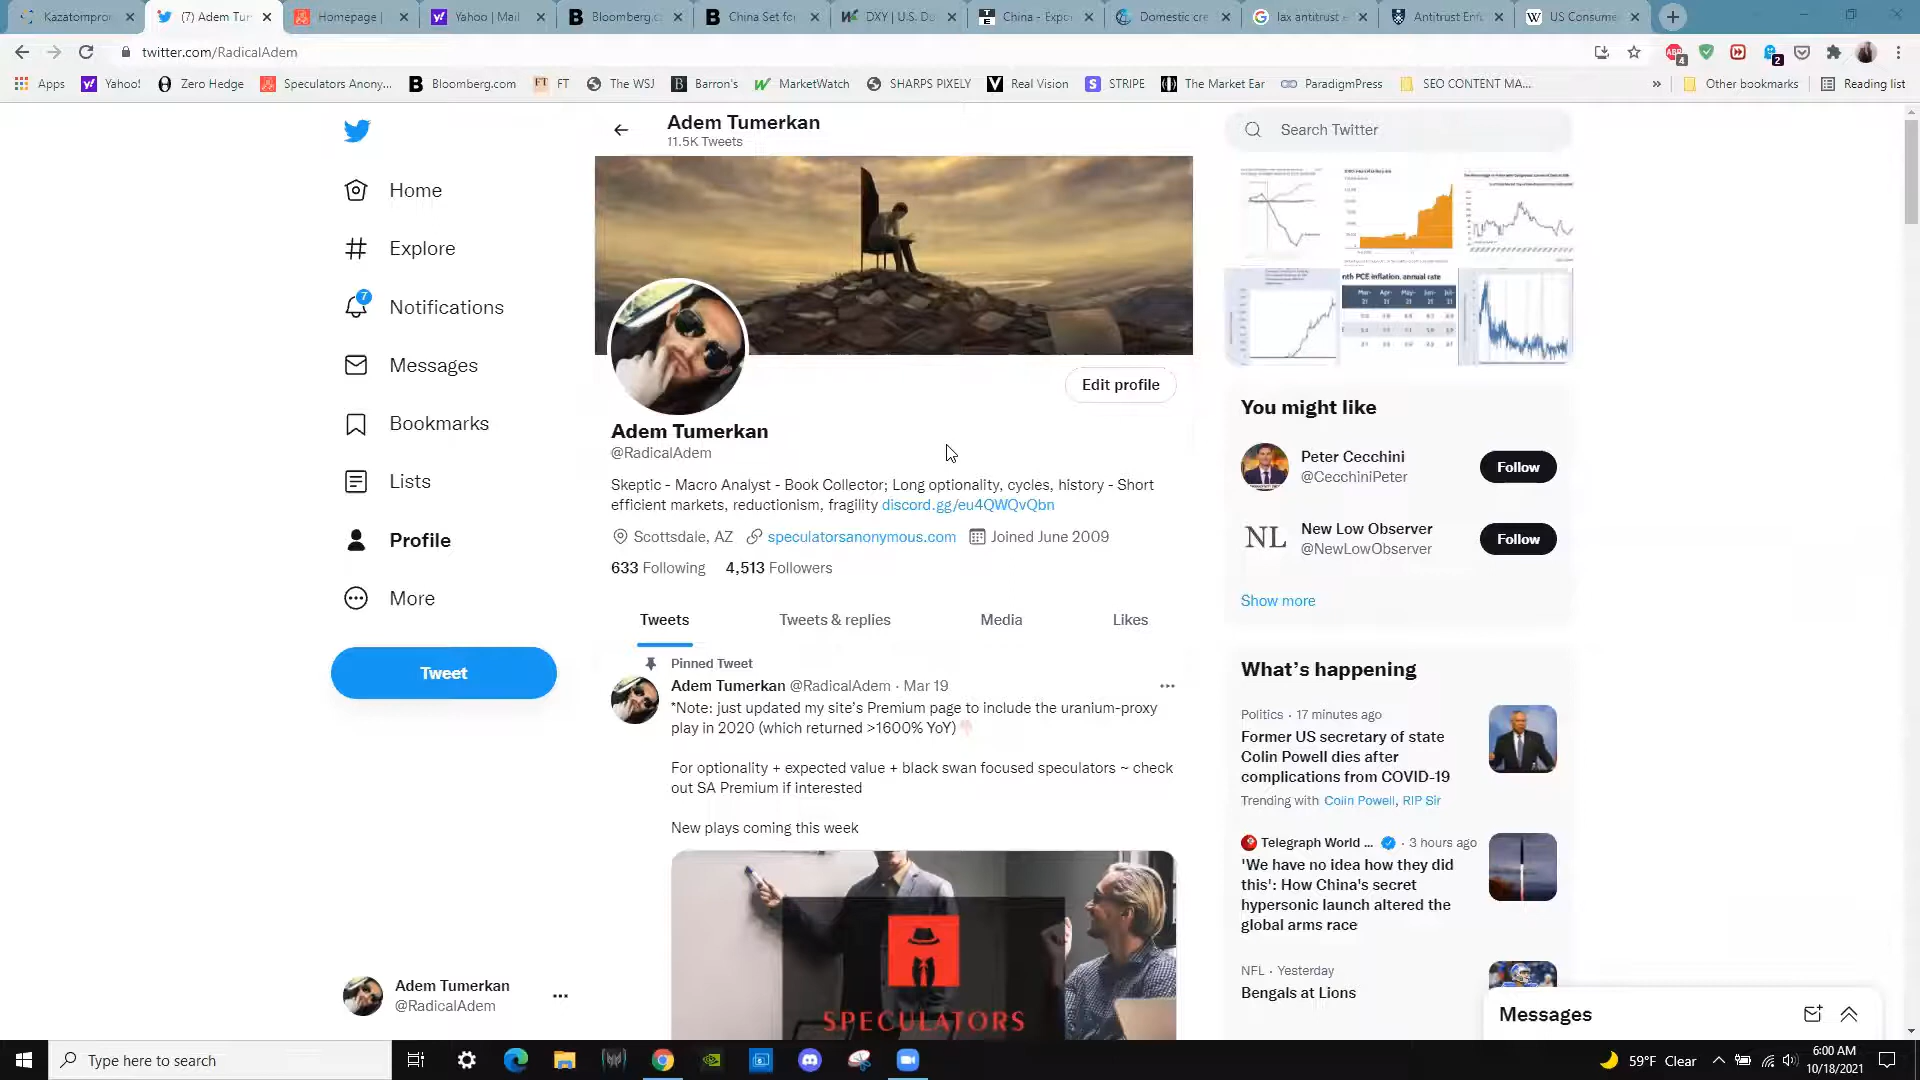 Kazatompro
(7) Adem Tur
Homepage |
Yahoo | Mail
Bloomberg.c
China Set fo
DXY | U.S. Du
China - Expo
Domestic cre
lax antitrust e
Antitrust Enf
US Consume
twitter.com/RadicalAdem
Apps
Yahoo!
Zero Hedge
Speculators Anony...
Bloomberg.com
FT
The WSJ
Barron's
MarketWatch
SHARPS PIXELY
Real Vision
STRIPE
The Market Ear
ParadigmPress
SEO CONTENT MA...
»
Other bookmarks
Reading list
Home
Explore
7
Notifications
Messages
Bookmarks
Lists
Profile
More
Tweet
Adem Tumerkan
@RadicalAdem
Adem Tumerkan
11.5K Tweets
Edit profile
Adem Tumerkan
@RadicalAdem
Skeptic - Macro Analyst - Book Collector; Long optionality, cycles, history - Short
efficient markets, reductionism, fragility discord.gg/eu4QWQvQbn
Scottsdale, AZ speculatorsanonymous.com Joined June 2009
633 Following 4,513 Followers
Tweets Tweets & replies Media Likes
Pinned Tweet
Adem Tumerkan @RadicalAdem · Mar 19
*Note: just updated my site's Premium page to include the uranium-proxy
play in 2020 (which returned >1600% YoY)
For optionality + expected value + black swan focused speculators ~ check
out SA Premium if interested
New plays coming this week
SPECULATORS
Search Twitter
nth PCE inflation, annual rate
You might like
Peter Cecchini
@CecchiniPeter
Follow
NL
New Low Observer
@NewLowObserver
Follow
Show more
What's happening
Politics · 17 minutes ago
Former US secretary of state
Colin Powell dies after
complications from COVID-19
Trending with Colin Powell, RIP Sir
Telegraph World ... · 3 hours ago
'We have no idea how they did
this': How China's secret
hypersonic launch altered the
global arms race
NFL · Yesterday
Bengals at Lions
Messages
Type here to search
59°F Clear
6:00 AM
10/18/2021